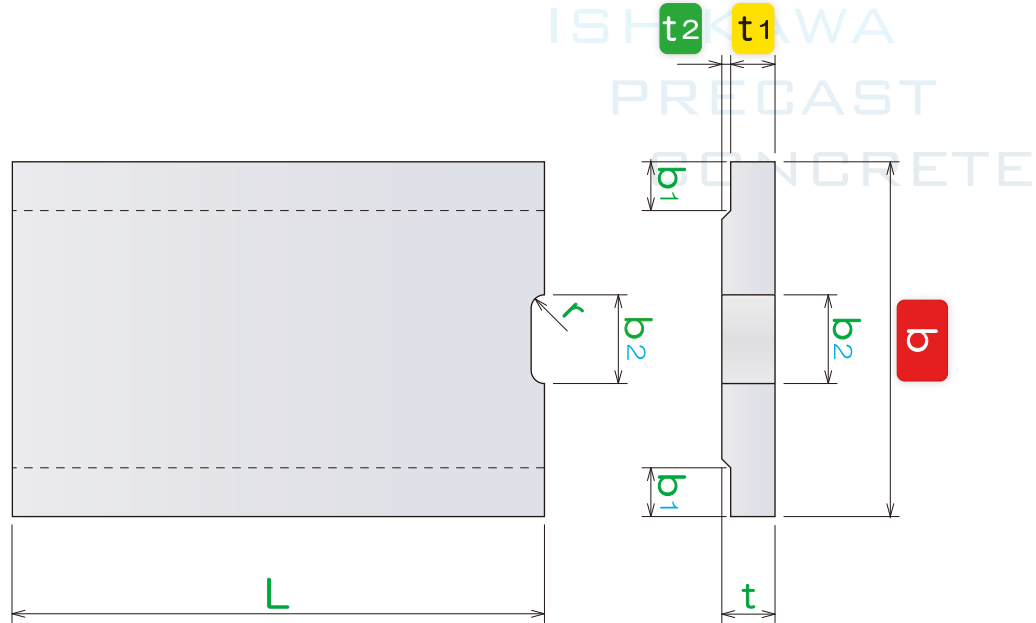 ISHIKAWA
PRECAST
CONCRETE
t2
t1
b1
r
b2
b2
b
b1
L
t